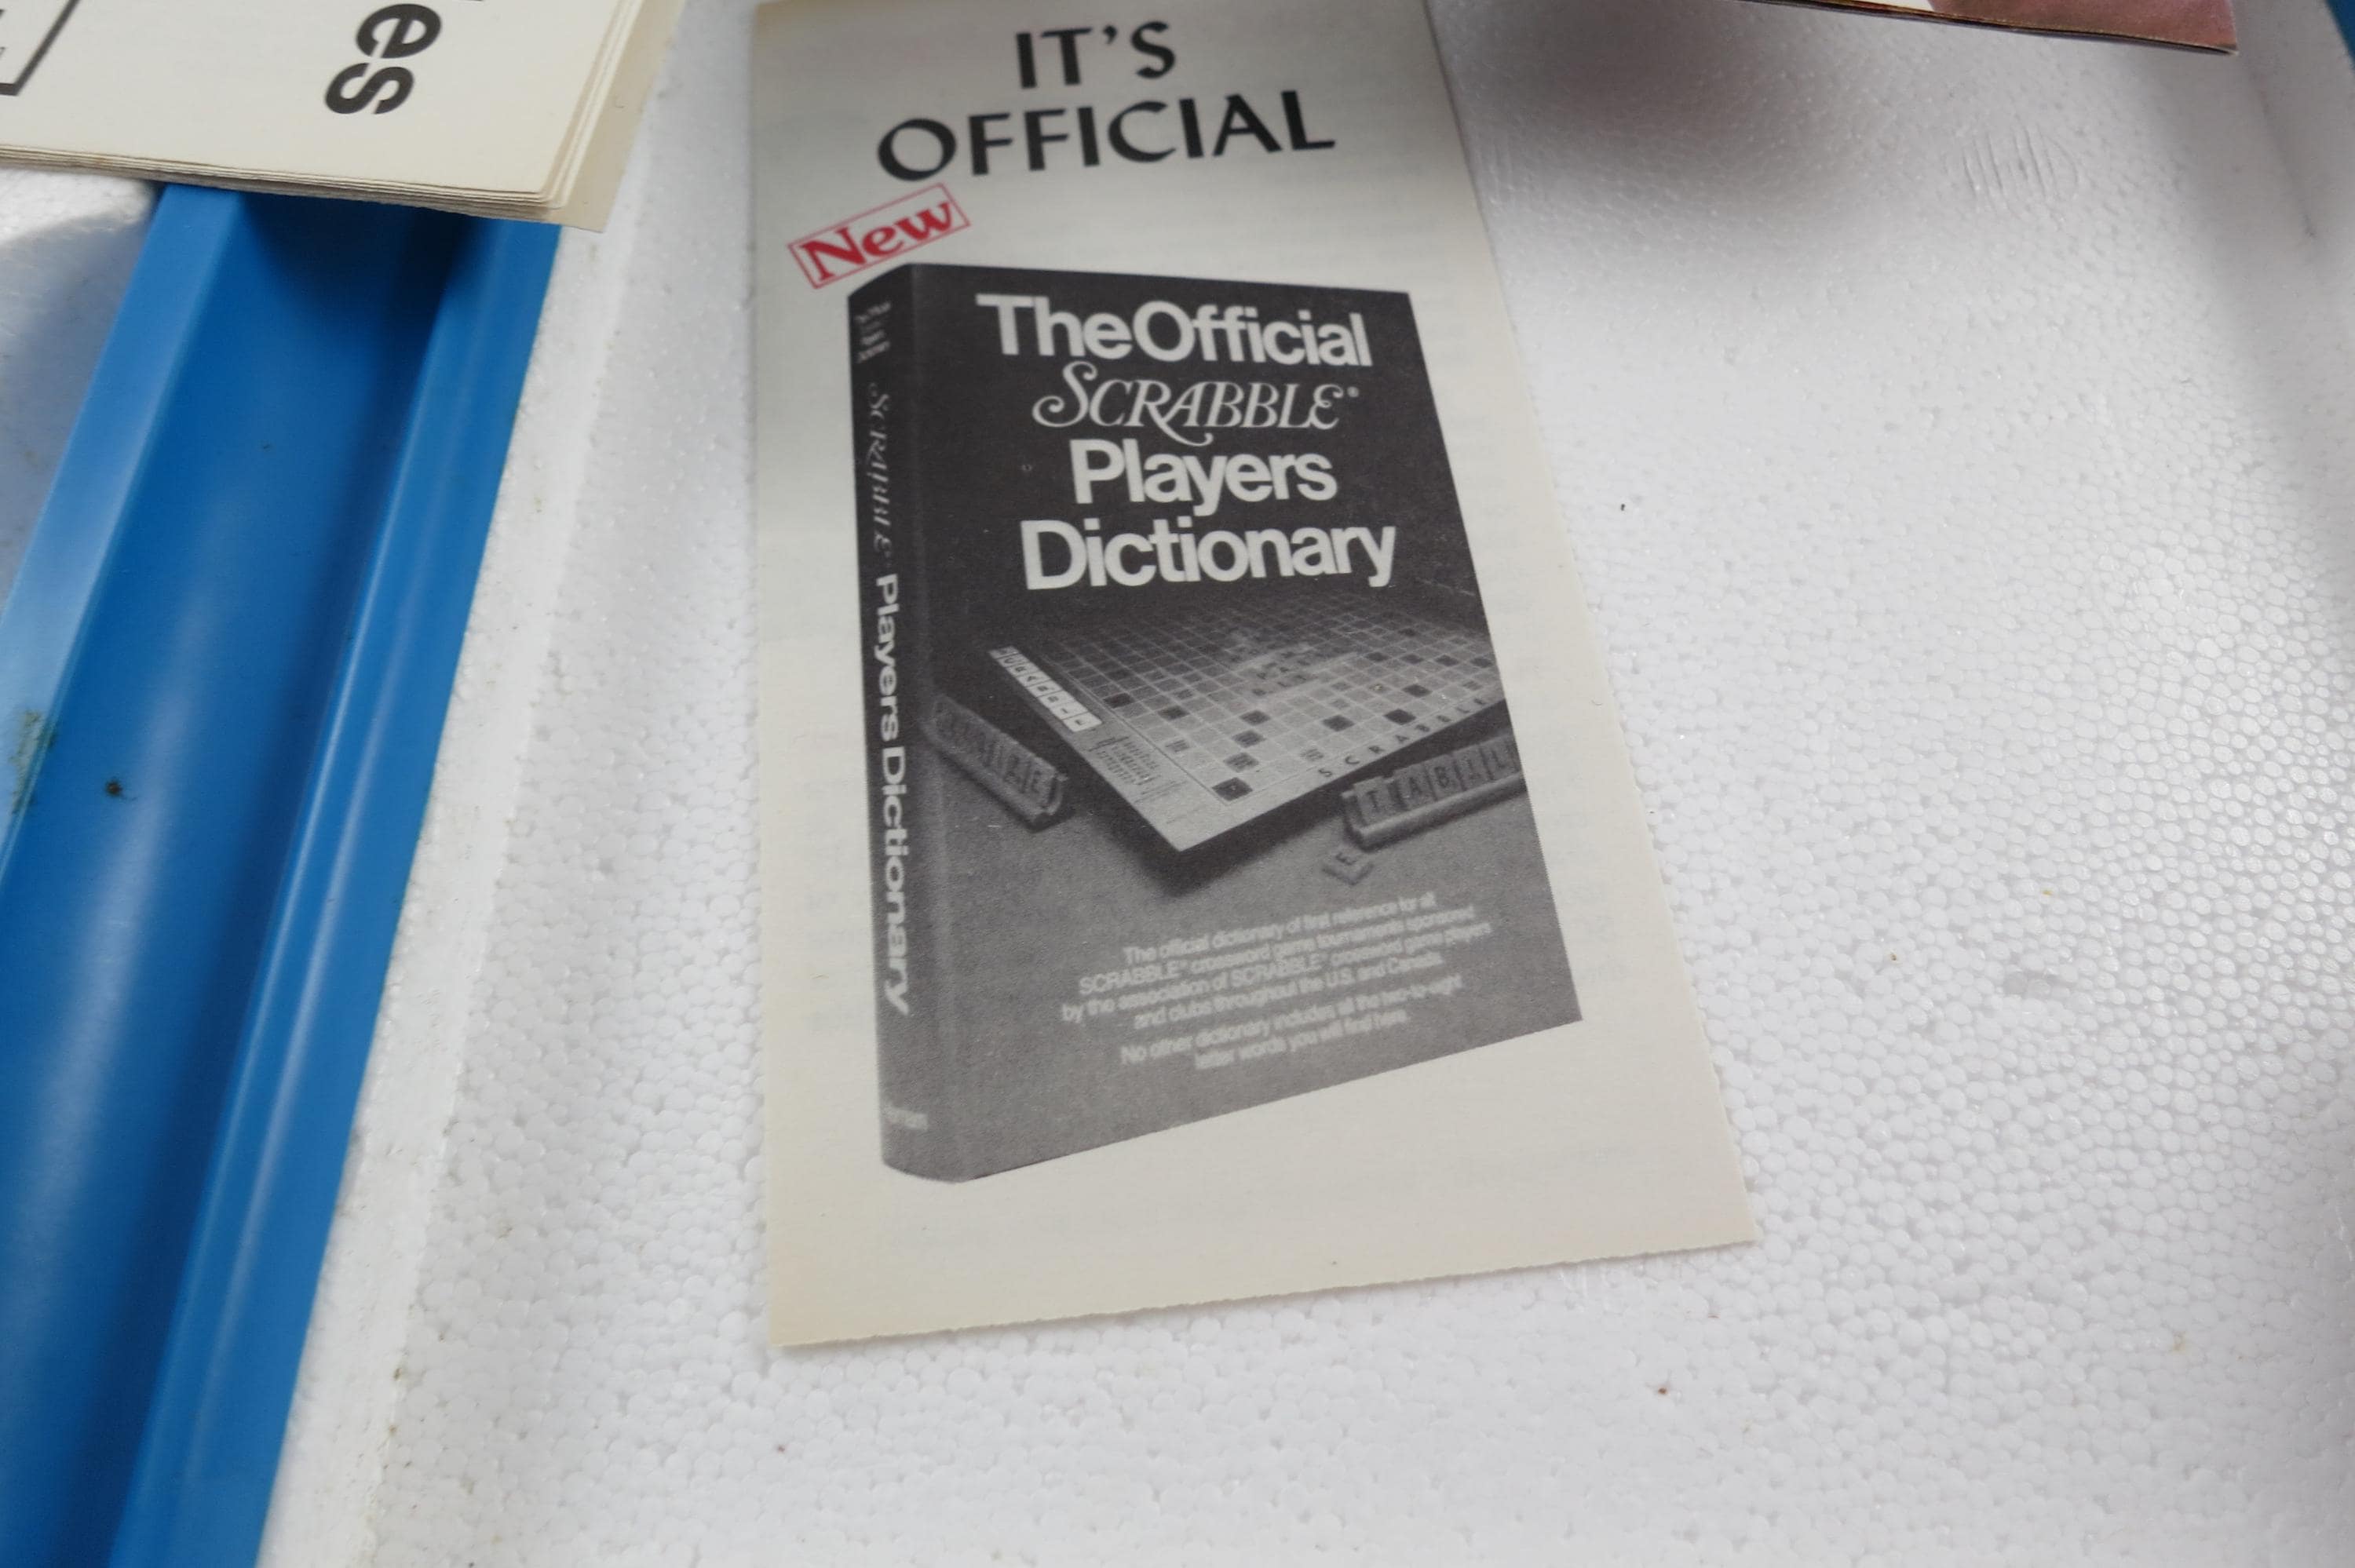 es
IT'S
OFFICIAL
New
The Official
SCRABBLE®
Players
Dictionary
SCRABBLE Players Dictionary
SCRABBLE
TABLL
E
The official dictionary of first reference for all
SCRABBLE® crossword game tournaments sponsored
by the association of SCRABBLE® crossword game players
and clubs throughout the U.S. and Canada.
No other dictionary includes all the two-to-eight
letter words you will find here.